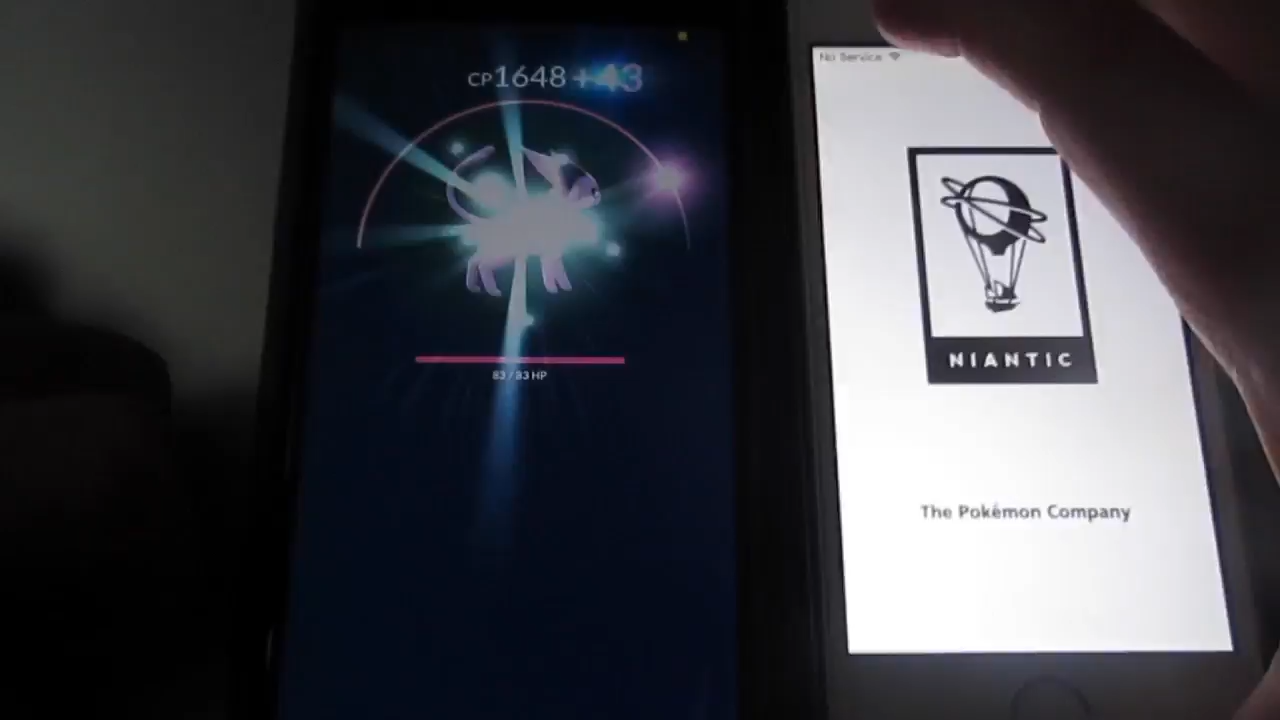 CP1648 +43
83 / 83 HP
No Service
NIANTIC
The Pokémon Company